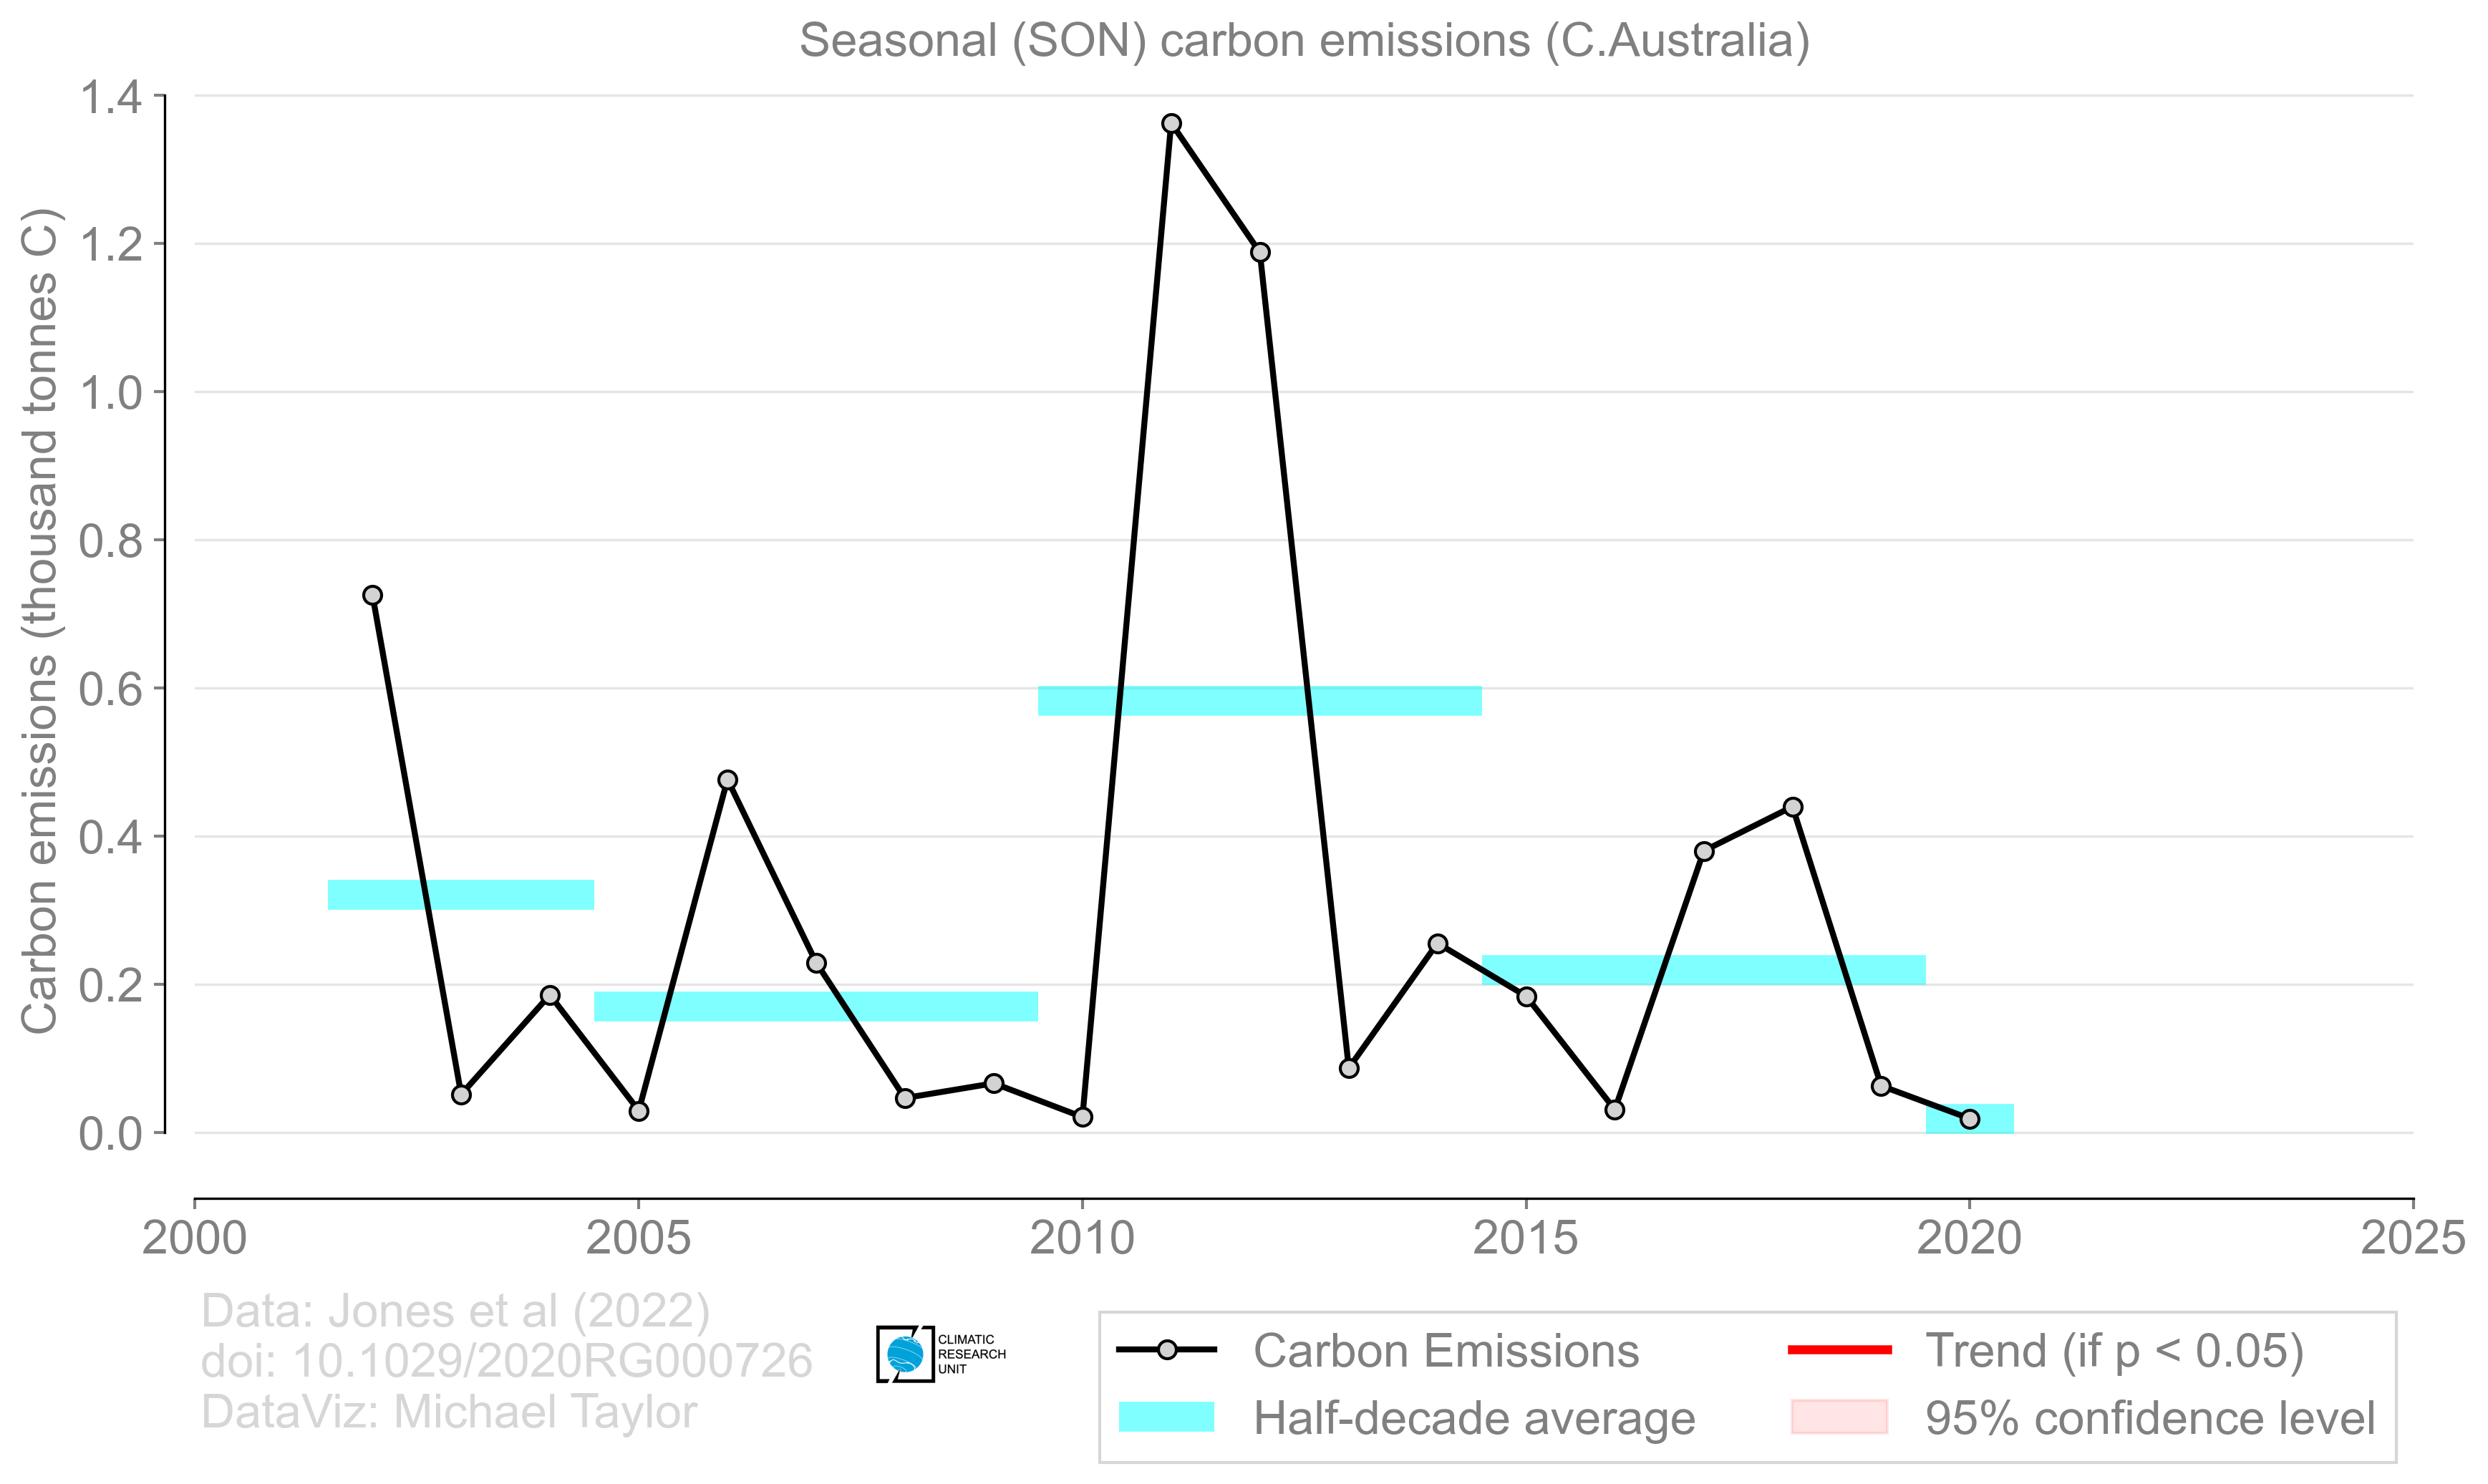 Seasonal (SON) carbon emissions (C.Australia)
Carbon emissions (thousand tonnes C)
1.4
1.2
1.0
0.8
0.6
0.4
0.2
0.0
2000 2005 2010 2015 2020 2025
Data: Jones et al (2022)
doi: 10.1029/2020RG000726
DataViz: Michael Taylor
CLIMATIC
RESEARCH
UNIT
Carbon Emissions
Half-decade average
Trend (if p < 0.05)
95% confidence level